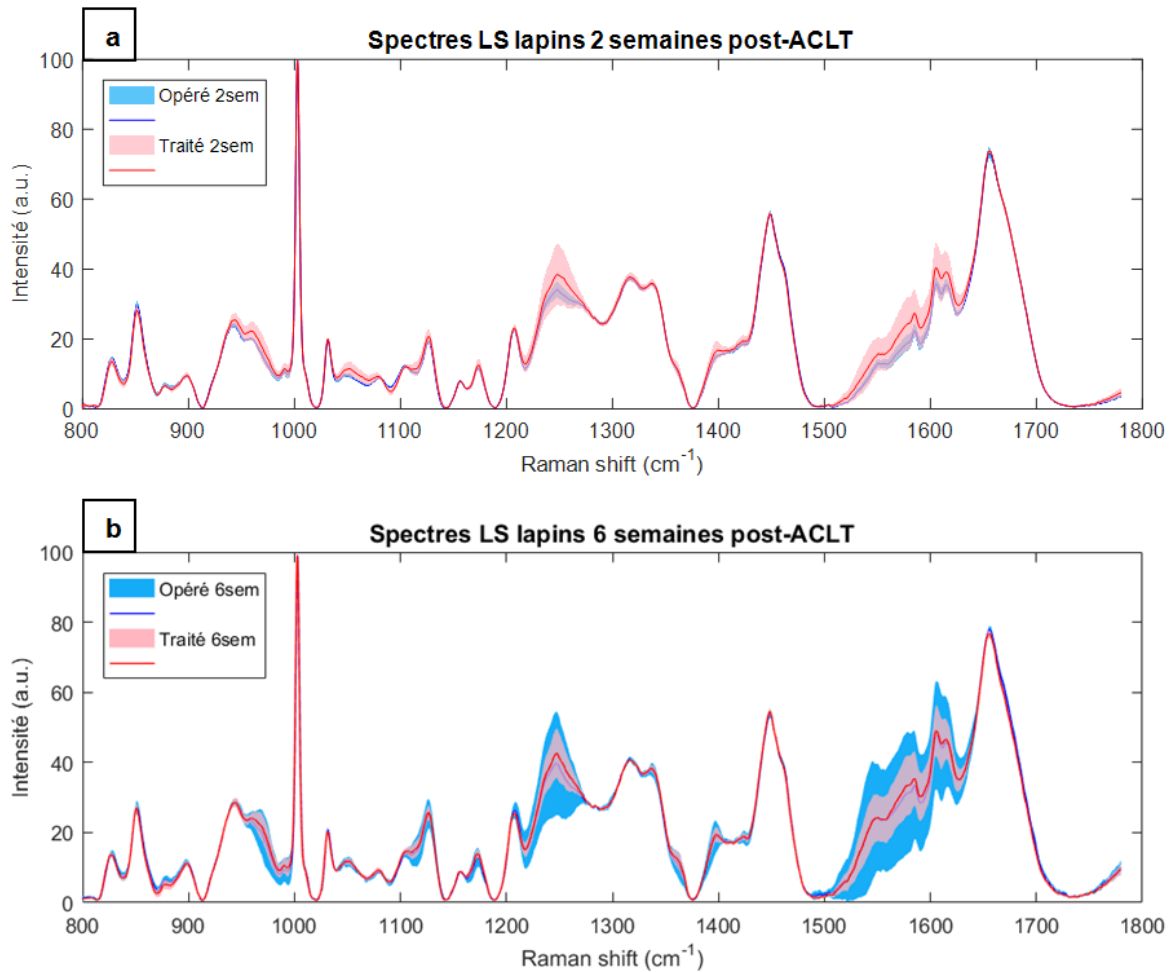 a
Spectres LS lapins 2 semaines post-ACLT
100
80
60
40
20
0
Intensité (a.u.)
Opéré 2sem
Traité 2sem
800 900 1000 1100 1200 1300 1400 1500 1600 1700 1800
Raman shift (cm⁻¹)
b
Spectres LS lapins 6 semaines post-ACLT
100
80
60
40
20
0
Intensité (a.u.)
Opéré 6sem
Traité 6sem
800 900 1000 1100 1200 1300 1400 1500 1600 1700 1800
Raman shift (cm⁻¹)